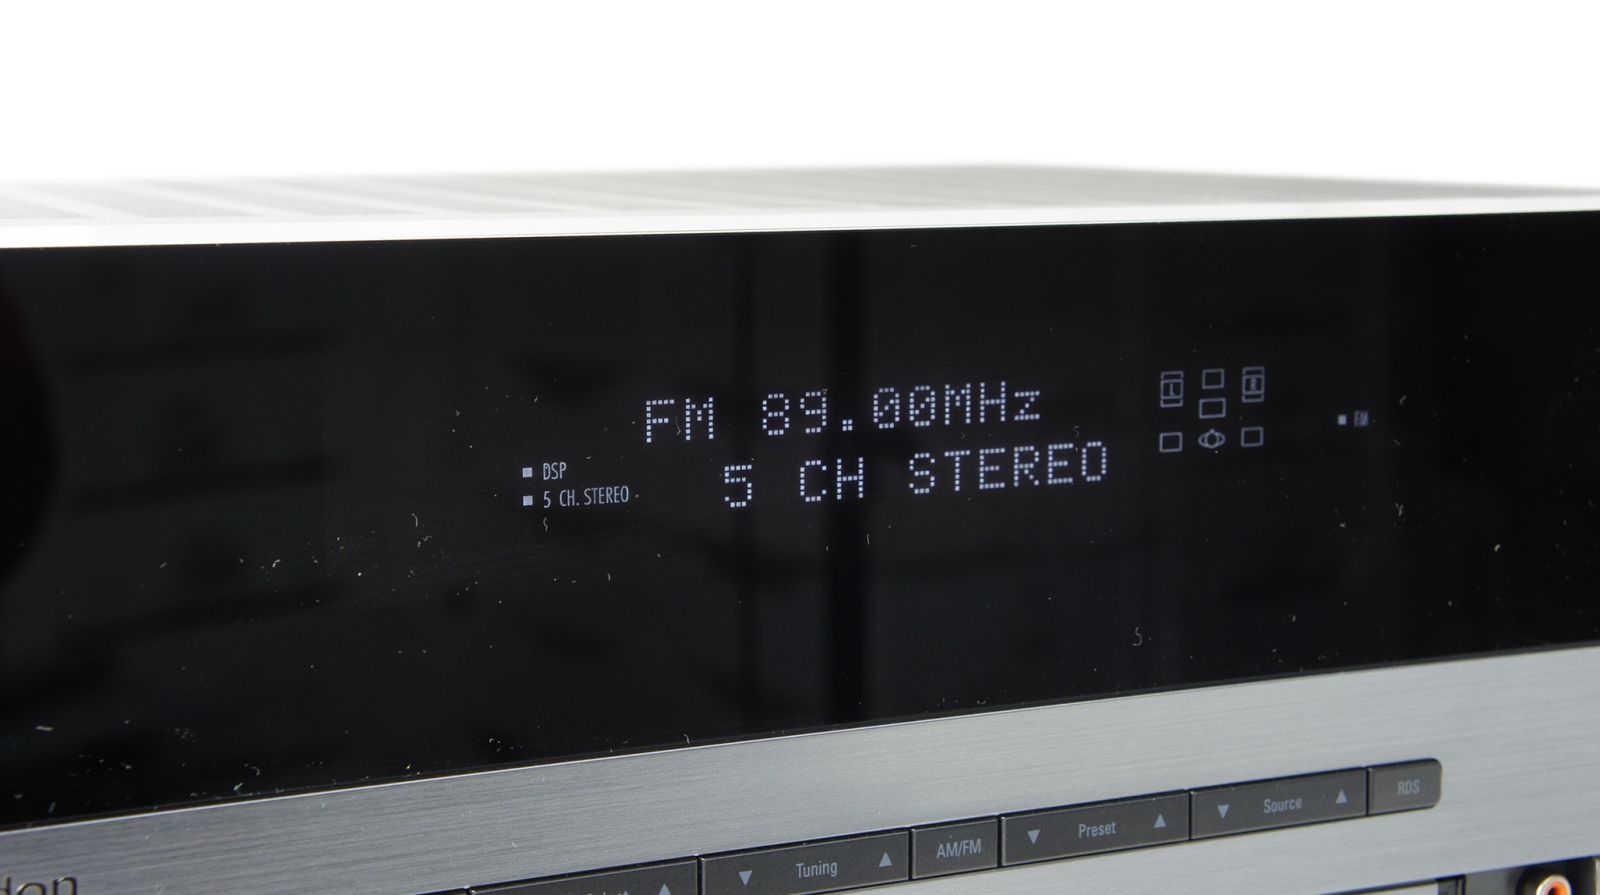 FM 89.00MHz
5 CH STEREO
DSP
5 CH. STEREO
L
R
FM
Tuning
AM/FM
Preset
Source
RDS